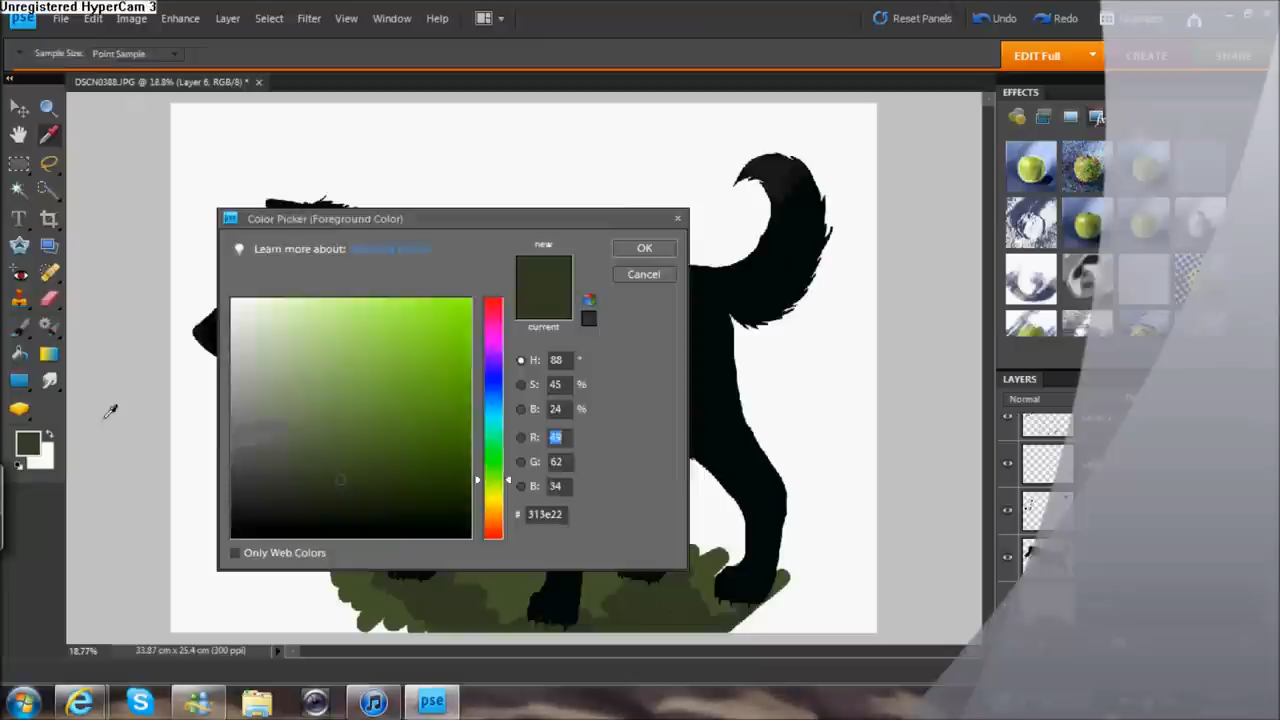 Unregistered HyperCam 3
pse File Edit Image Enhance Layer Select Filter View Window Help Reset Panels Undo Redo
Sample Size: Point Sample EDIT Full CREATE SHARE
DSCN0388.JPG @ 18.8% (Layer 6, RGB/8) *
EFFECTS
Color Picker (Foreground Color)
Learn more about:
new
OK
Cancel
current
H: 88 °
S: 45 %
B: 24 %
R: 49
G: 62
B: 34
# 313e22
Only Web Colors
LAYERS
Normal
18.77% 33.87 cm x 25.4 cm (300 ppi)
pse